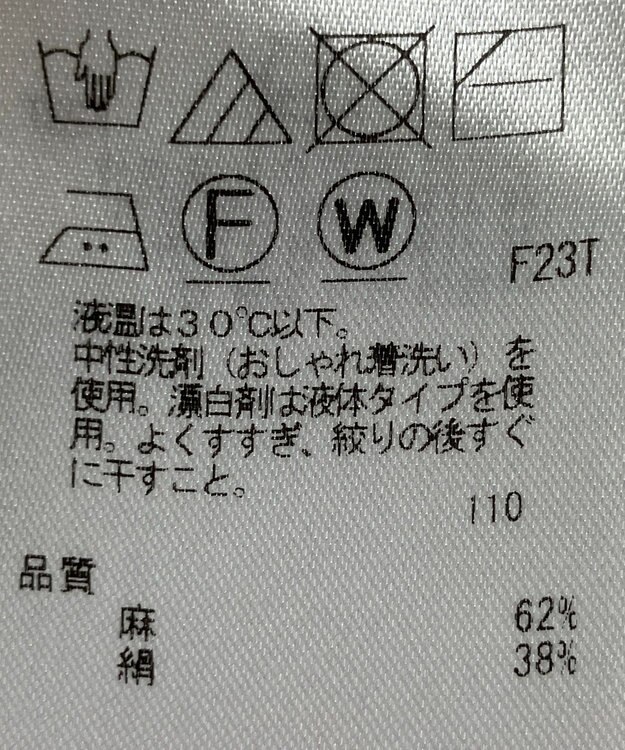 F
W
F23T
液温は30℃以下。
中性洗剤（おしゃれ着洗い）を
使用。漂白剤は液体タイプを使
用。よくすすぎ、絞りの後すぐ
に干すこと。
110
品質
麻 62%
絹 38%